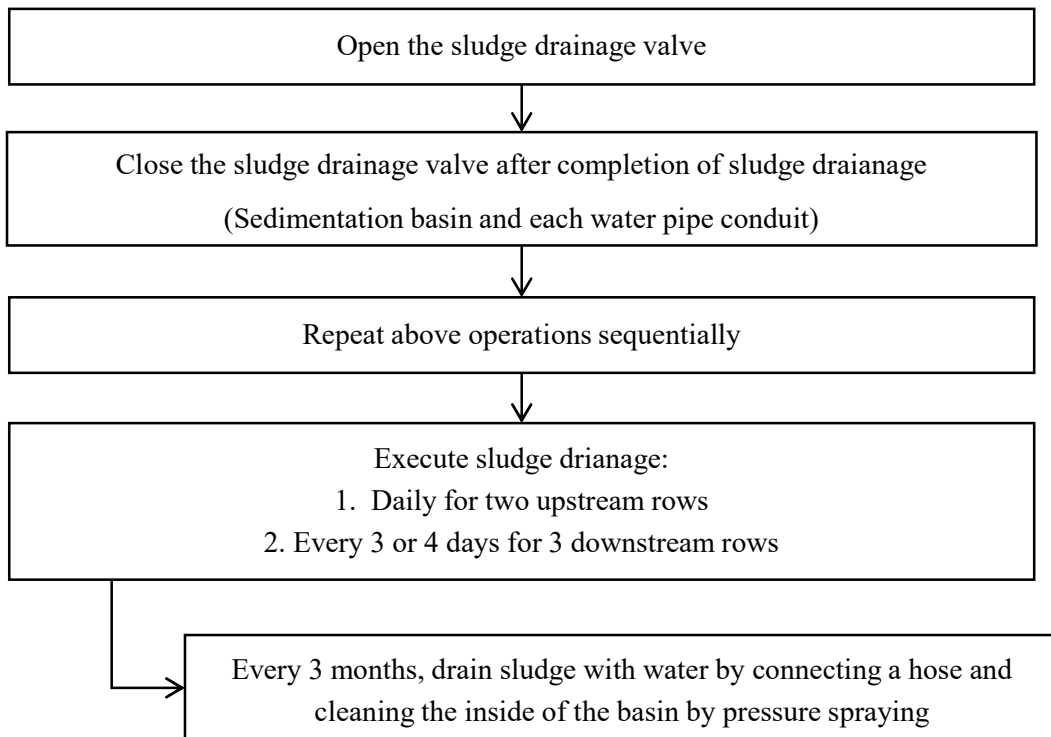 Open the sludge drainage valve
Close the sludge drainage valve after completion of sludge draianage
(Sedimentation basin and each water pipe conduit)
Repeat above operations sequentially
Execute sludge drianage:
1. Daily for two upstream rows
2. Every 3 or 4 days for 3 downstream rows
Every 3 months, drain sludge with water by connecting a hose and
cleaning the inside of the basin by pressure spraying